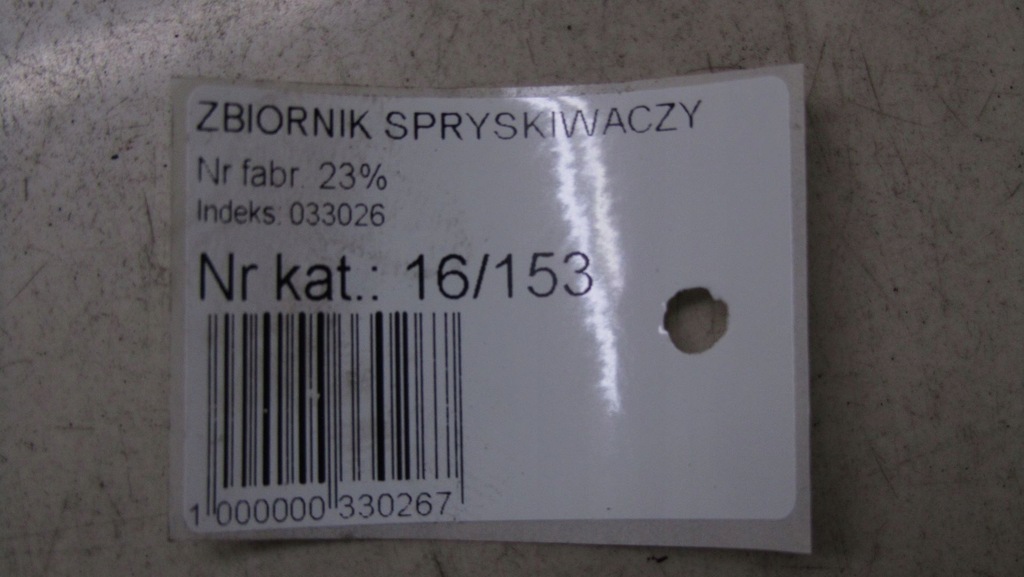 ZBIORNIK SPRYSKIWACZY
Nr fabr. 23%
Indeks: 033026
Nr kat.: 16/153
1 000000 330267